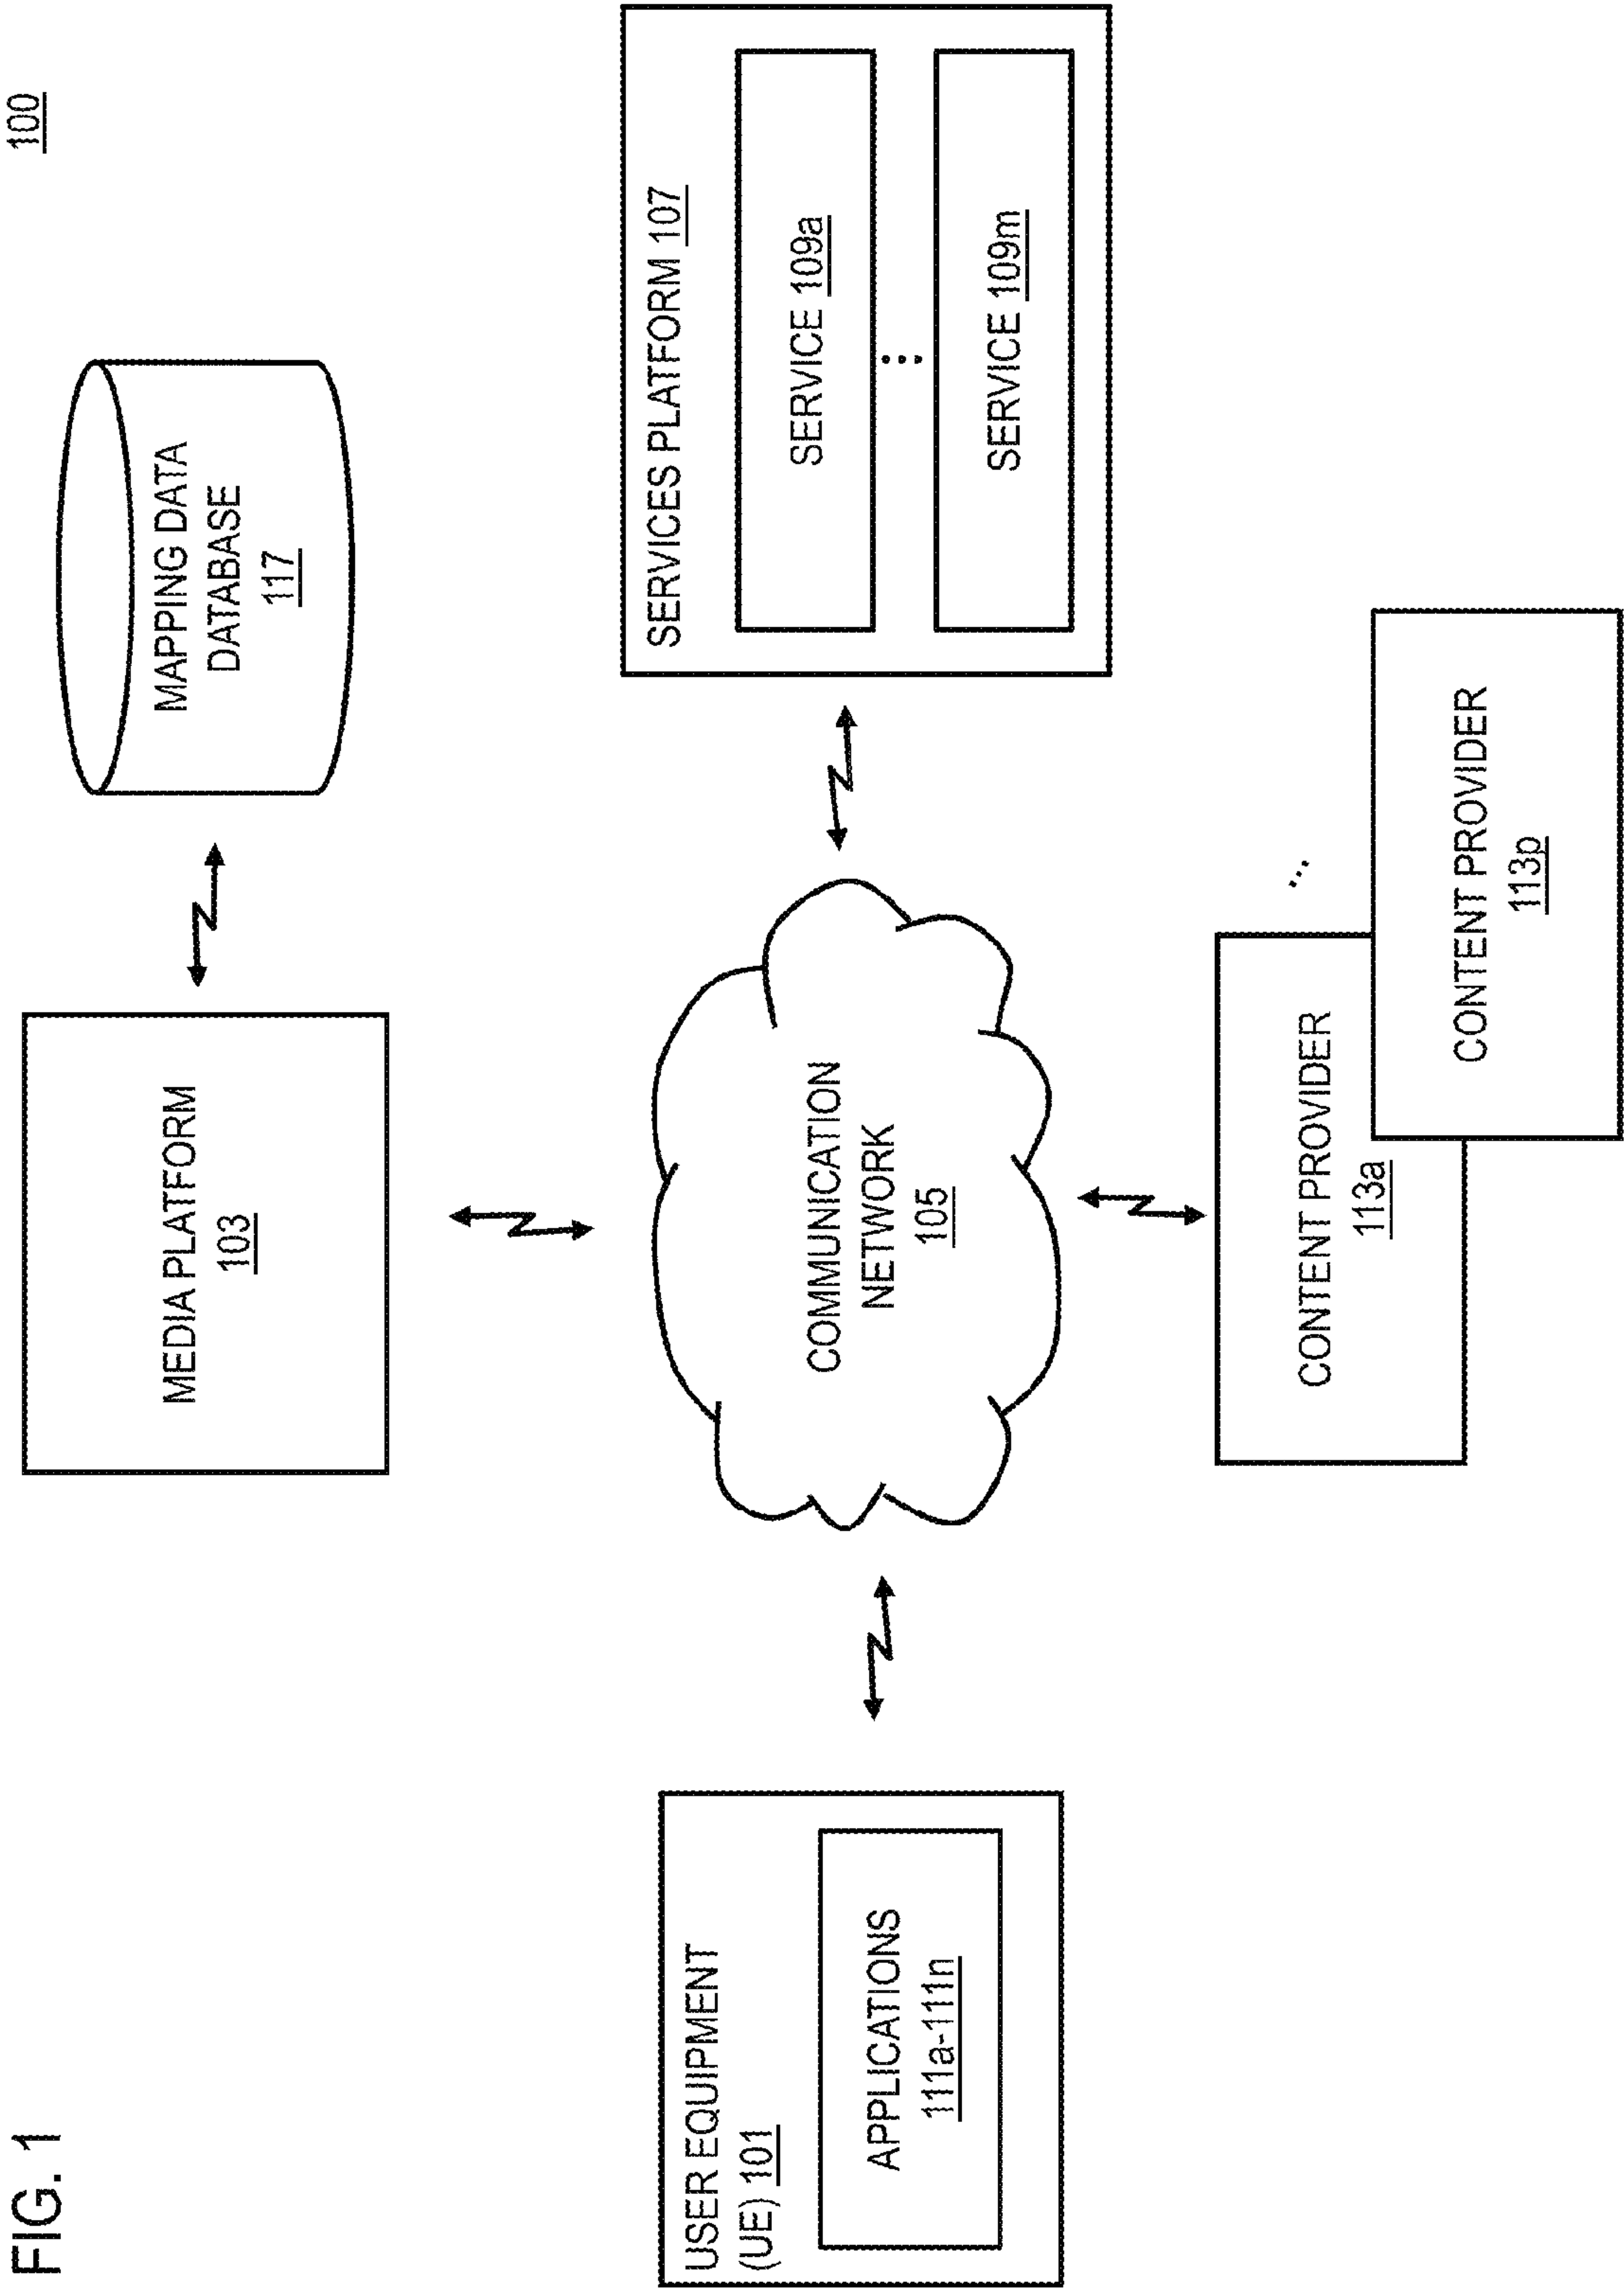 FIG. 1
100
MEDIA PLATFORM
103
MAPPING DATA
DATABASE
117
USER EQUIPMENT
(UE) 101
APPLICATIONS
111a-111n
COMMUNICATION
NETWORK
105
SERVICES PLATFORM 107
SERVICE 109a
⋮
SERVICE 109m
CONTENT PROVIDER
113a
...
CONTENT PROVIDER
113p